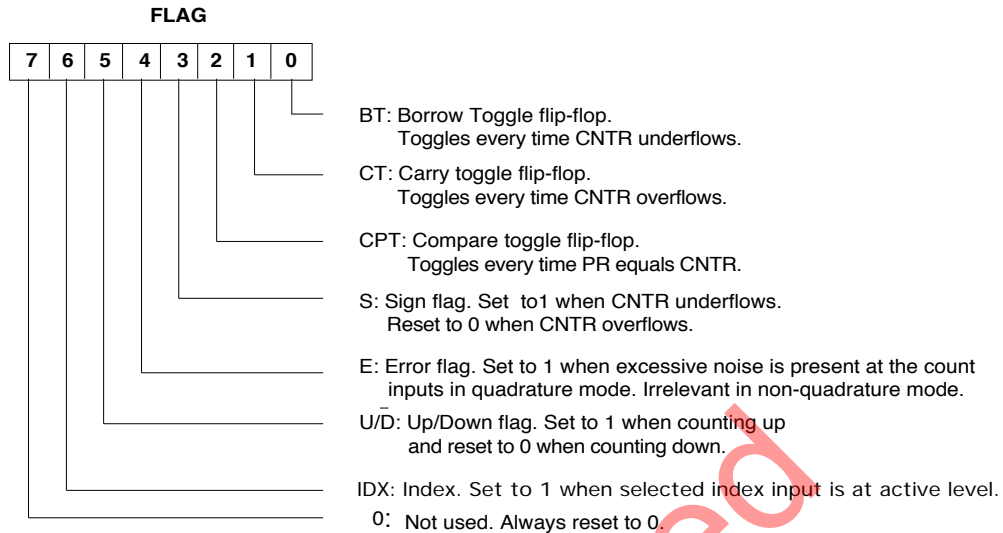 FLAG
7 6 5 4 3 2 1 0
BT: Borrow Toggle flip-flop.
Toggles every time CNTR underflows.
CT: Carry toggle flip-flop.
Toggles every time CNTR overflows.
CPT: Compare toggle flip-flop.
Toggles every time PR equals CNTR.
S: Sign flag. Set to1 when CNTR underflows.
Reset to 0 when CNTR overflows.
E: Error flag. Set to 1 when excessive noise is present at the count
inputs in quadrature mode. Irrelevant in non-quadrature mode.
U/D̅: Up/Down flag. Set to 1 when counting up
and reset to 0 when counting down.
IDX: Index. Set to 1 when selected index input is at active level.
0: Not used. Always reset to 0.